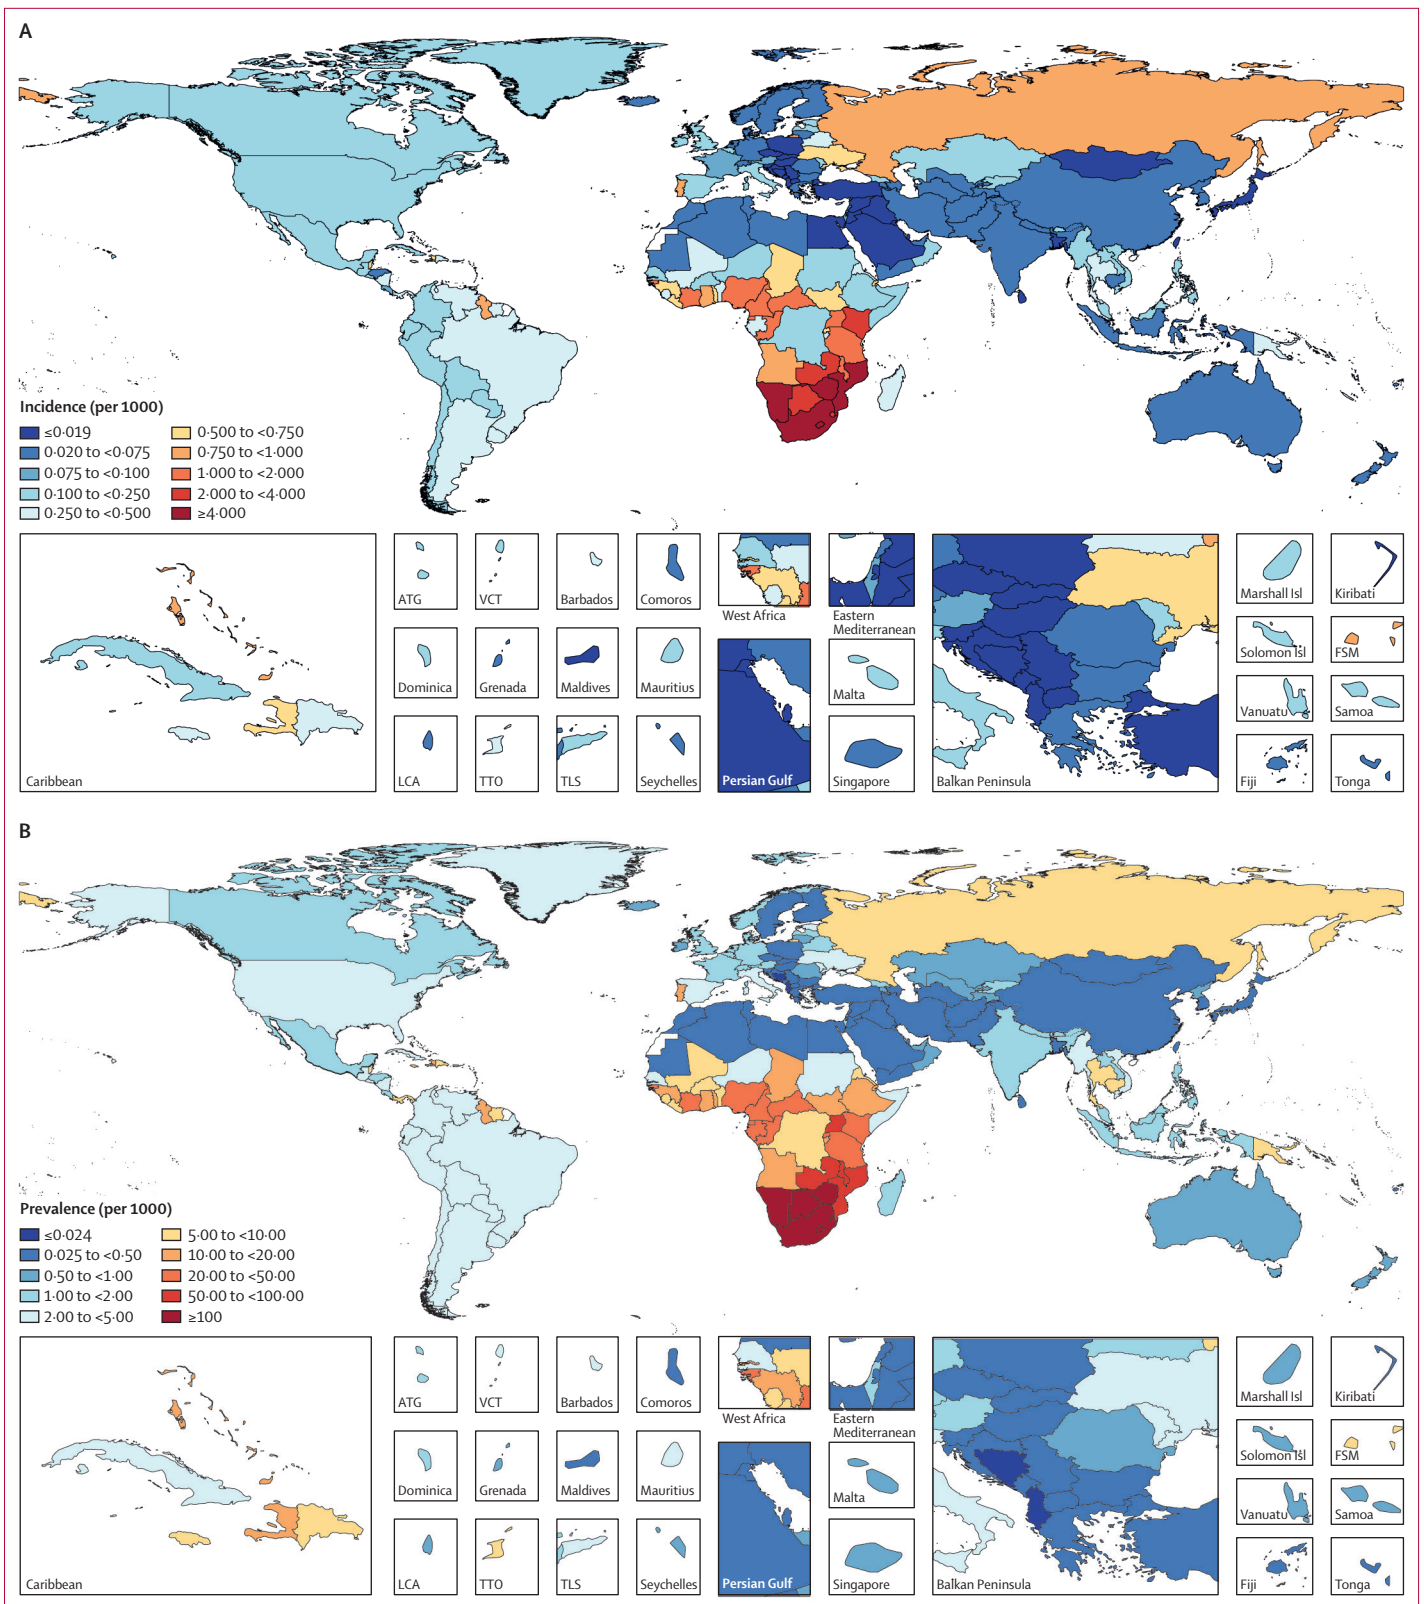 A
Incidence (per 1000)
≤0·019
0·020 to <0·075
0·075 to <0·100
0·100 to <0·250
0·250 to <0·500
0·500 to <0·750
0·750 to <1·000
1·000 to <2·000
2·000 to <4·000
≥4·000
Caribbean
ATG
VCT
Barbados
Comoros
Dominica
Grenada
Maldives
Mauritius
LCA
TTO
TLS
Seychelles
West Africa
Eastern
Mediterranean
Persian Gulf
Malta
Singapore
Balkan Peninsula
Marshall Isl
Kiribati
Solomon Isl
FSM
Vanuatu
Samoa
Fiji
Tonga
B
Prevalence (per 1000)
≤0·024
0·025 to <0·50
0·50 to <1·00
1·00 to <2·00
2·00 to <5·00
5·00 to <10·00
10·00 to <20·00
20·00 to <50·00
50·00 to <100·00
≥100
Caribbean
ATG
VCT
Barbados
Comoros
Dominica
Grenada
Maldives
Mauritius
LCA
TTO
TLS
Seychelles
West Africa
Eastern
Mediterranean
Persian Gulf
Malta
Singapore
Balkan Peninsula
Marshall Isl
Kiribati
Solomon Isl
FSM
Vanuatu
Samoa
Fiji
Tonga